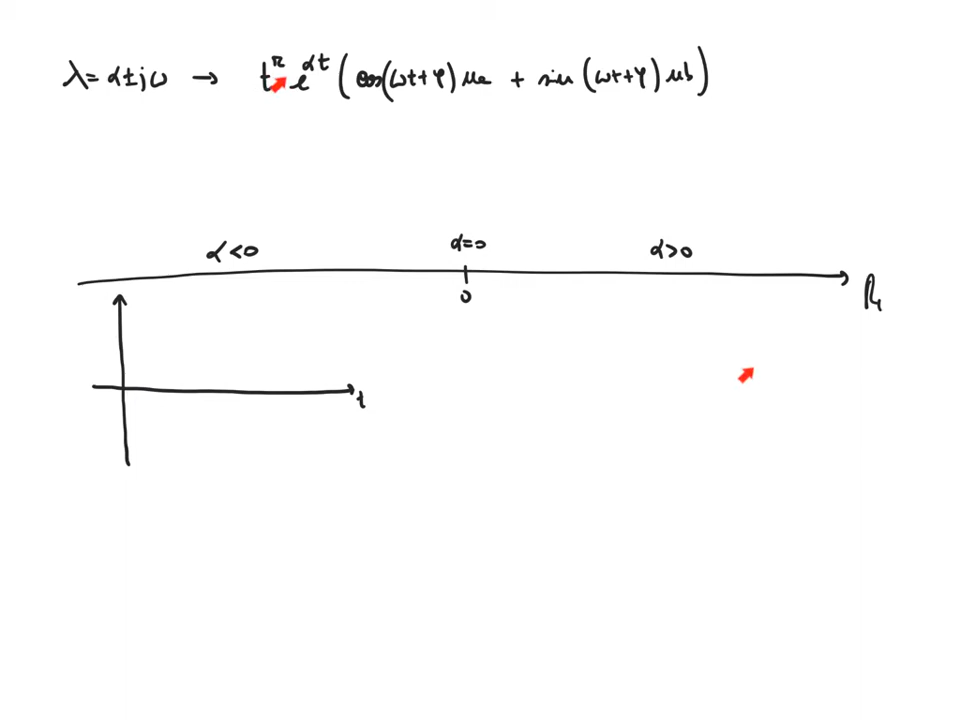 λ = α ± jω → t^r e^{αt} (cos(ωt+φ) ua + sin(ωt+φ) ub)
α<0 α=0 α>0
0 R
t